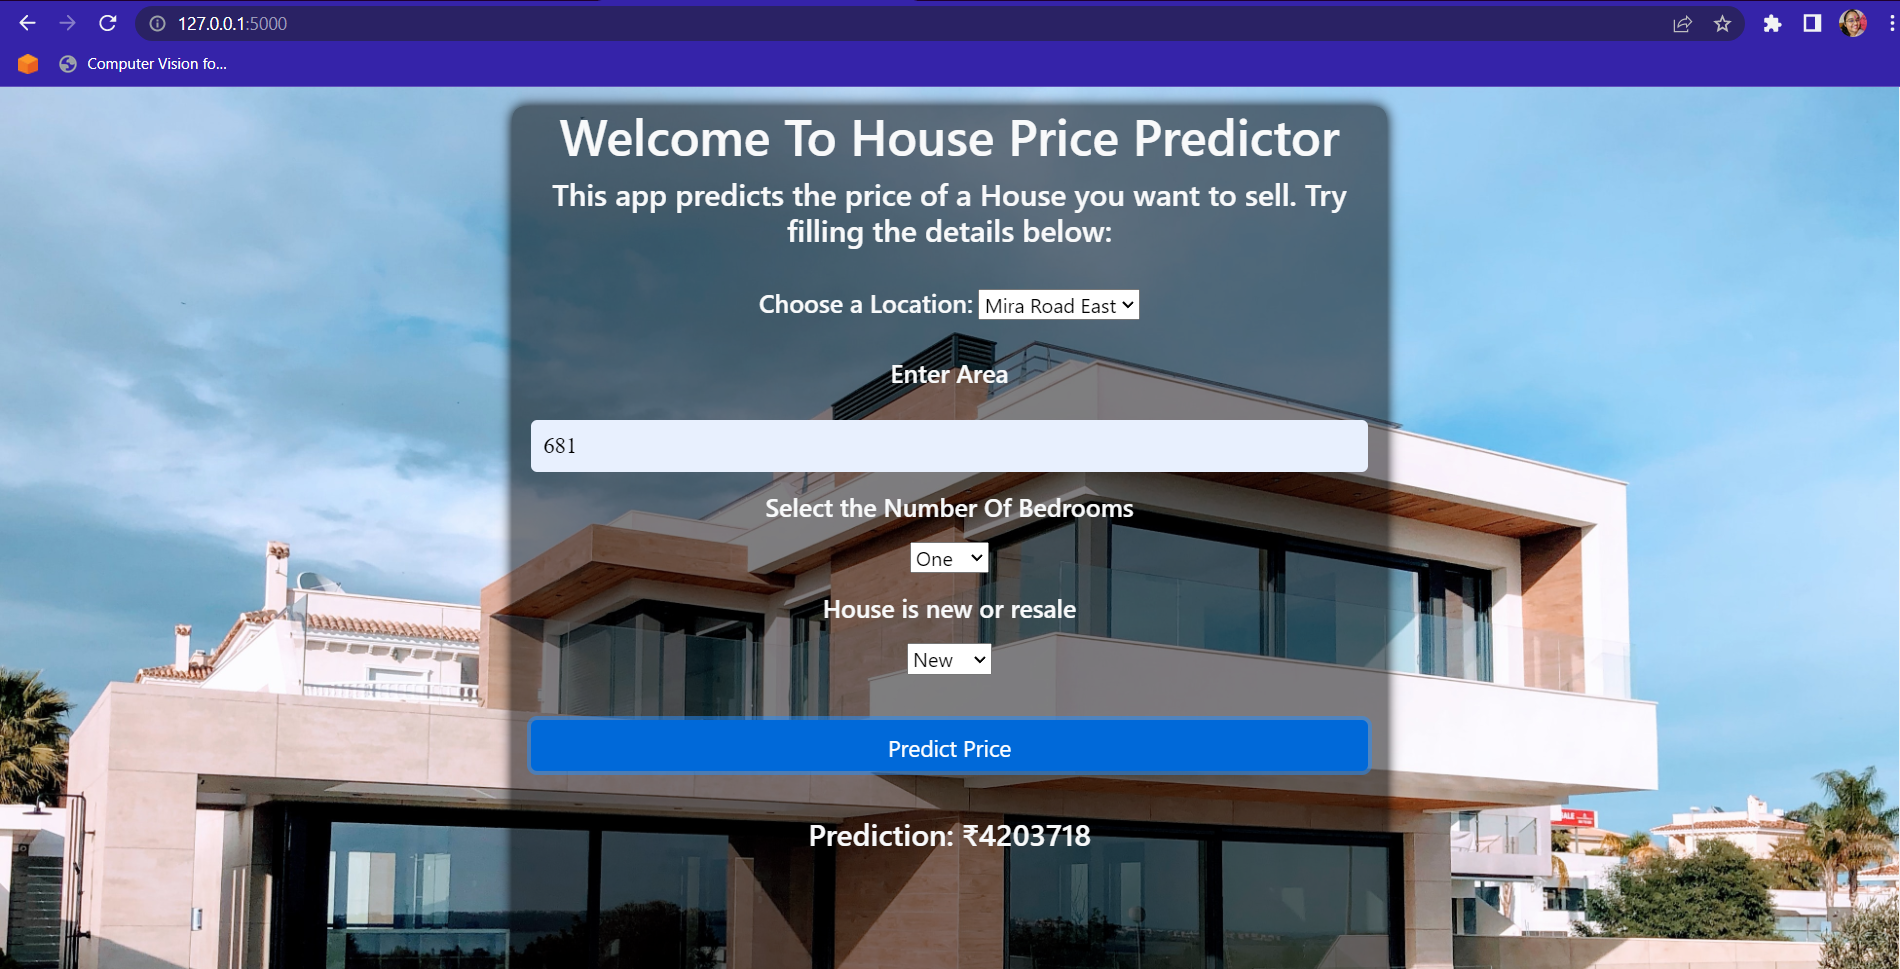 127.0.0.1:5000
Computer Vision fo...
Welcome To House Price Predictor
This app predicts the price of a House you want to sell. Try
filling the details below:
Choose a Location: Mira Road East
Enter Area
681
Select the Number Of Bedrooms
One
House is new or resale
New
Predict Price
Prediction: ₹4203718